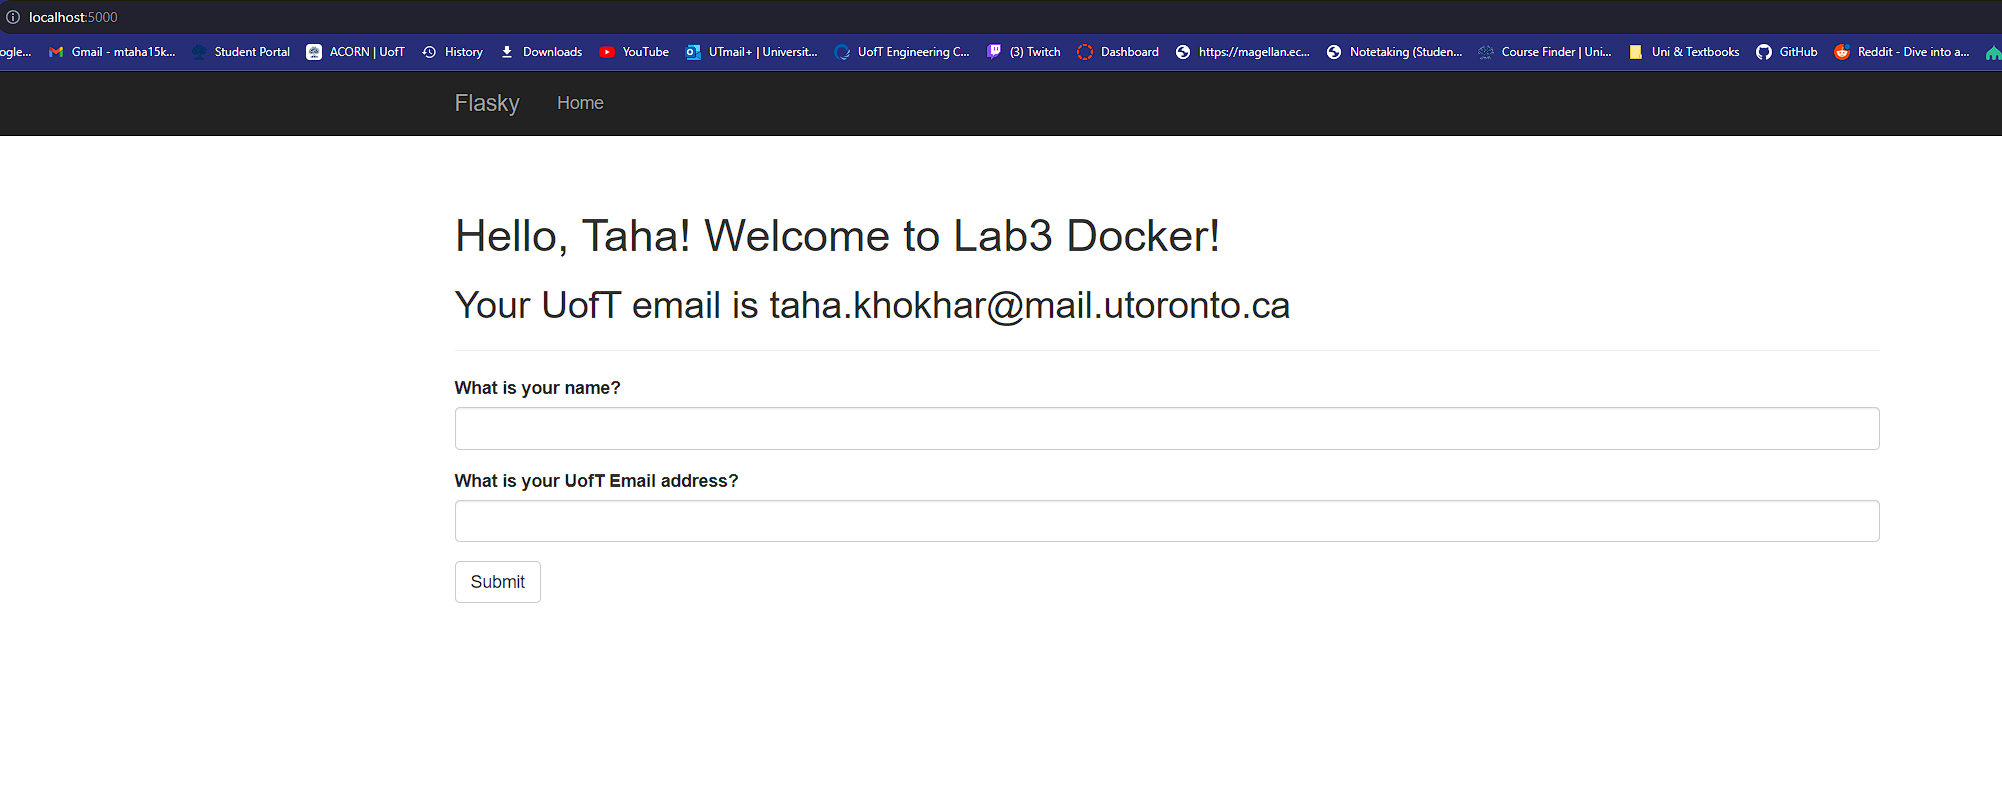 localhost:5000
ogle... Gmail - mtaha15k... Student Portal ACORN | UofT History Downloads YouTube UTmail+ | Universit... UofT Engineering C... (3) Twitch Dashboard https://magellan.ec... Notetaking (Studen... Course Finder | Uni... Uni & Textbooks GitHub Reddit - Dive into a...
Flasky Home
Hello, Taha! Welcome to Lab3 Docker!
Your UofT email is taha.khokhar@mail.utoronto.ca
What is your name?
What is your UofT Email address?
Submit